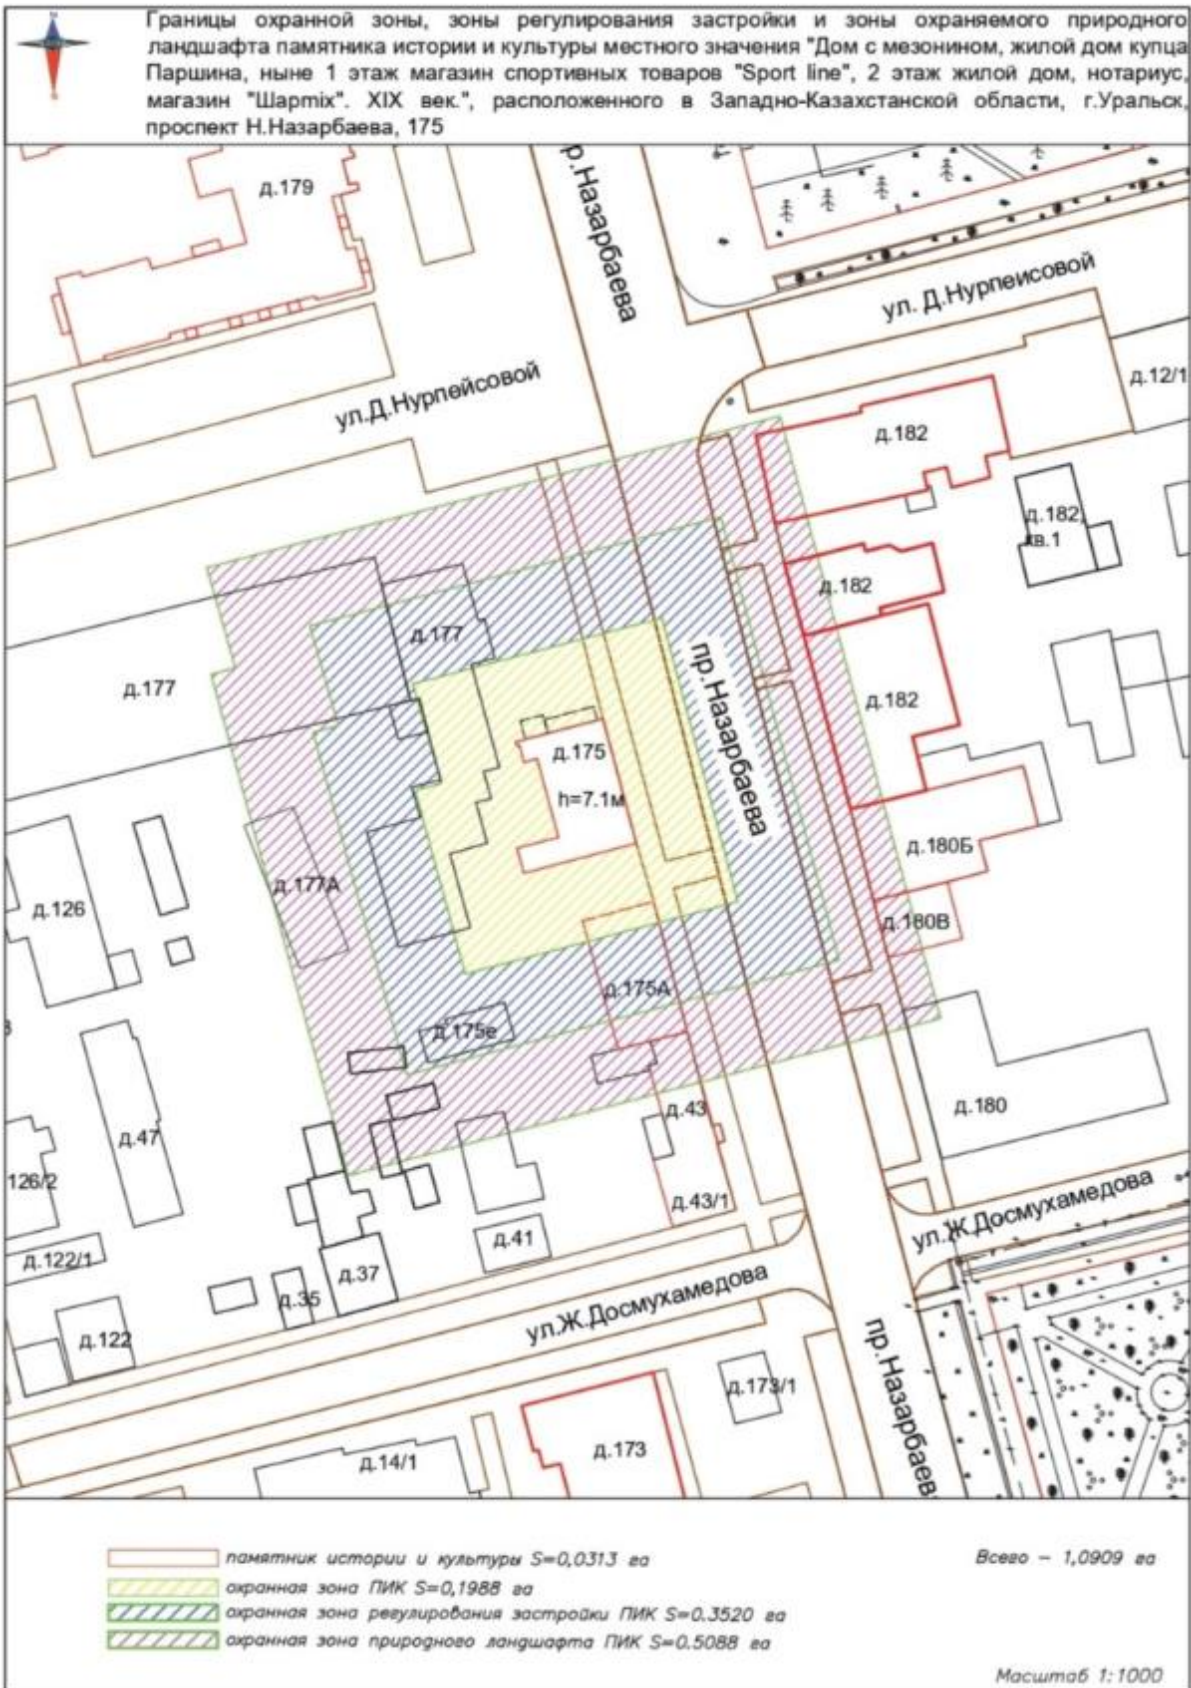 Границы охранной зоны, зоны регулирования застройки и зоны охраняемого природного
ландшафта памятника истории и культуры местного значения "Дом с мезонином, жилой дом купца
Паршина, ныне 1 этаж магазин спортивных товаров "Sport line", 2 этаж жилой дом, нотариус,
магазин "Шармix". XIX век.", расположенного в Западно-Казахстанской области, г.Уральск,
проспект Н.Назарбаева, 175
д.179
пр.Назарбаева
ул. Д.Нурпеисовой
ул.Д.Нурпейсовой
д.12/1
д.182
д.182,
кв.1
д.182
д.177
д.177
д.182
пр.Назарбаева
д.175
h=7.1м
д.180Б
д.177А
д.126
д.180В
д.175А
д.175е
д.180
д.43
д.47
126/2
д.43/1
ул.Ж.Досмухамедова
д.41
д.122/1
д.37
д.35
ул.Ж.Досмухамедова
д.122
пр.Назарбаев
д.173/1
д.173
д.14/1
памятник истории и культуры S=0,0313 га
Всего – 1,0909 га
охранная зона ПИК S=0,1988 га
охранная зона регулирования застройки ПИК S=0.3520 га
охранная зона природного ландшафта ПИК S=0.5088 га
Масштаб 1:1000